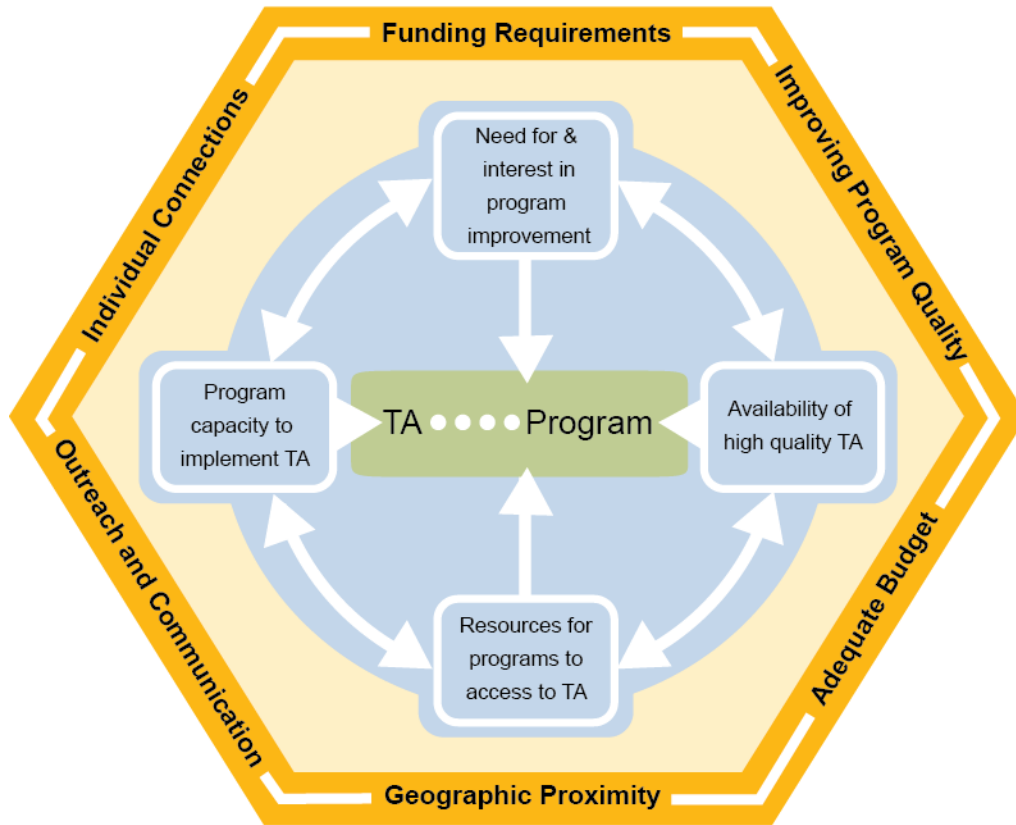 Funding Requirements
Individual Connections
Improving Program Quality
Need for &
interest in
program
improvement
Program
capacity to
implement TA
TA Program
Availability of
high quality TA
Resources for
programs to
access to TA
Outreach and Communication
Adequate Budget
Geographic Proximity